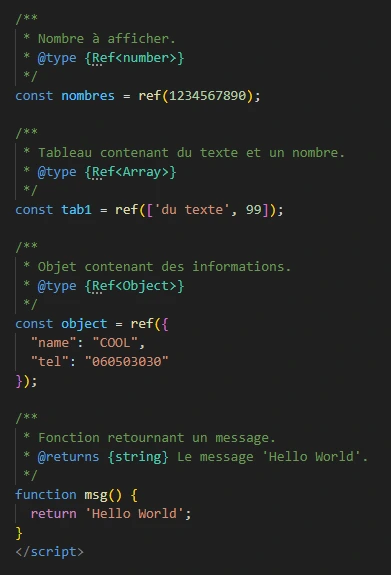 /**
 * Nombre à afficher.
 * @type {Ref<number>}
 */
const nombres = ref(1234567890);

/**
 * Tableau contenant du texte et un nombre.
 * @type {Ref<Array>}
 */
const tab1 = ref(['du texte', 99]);

/**
 * Objet contenant des informations.
 * @type {Ref<Object>}
 */
const object = ref({
  "name": "COOL",
  "tel": "060503030"
});

/**
 * Fonction retournant un message.
 * @returns {string} Le message 'Hello World'.
 */
function msg() {
  return 'Hello World';
}
</script>